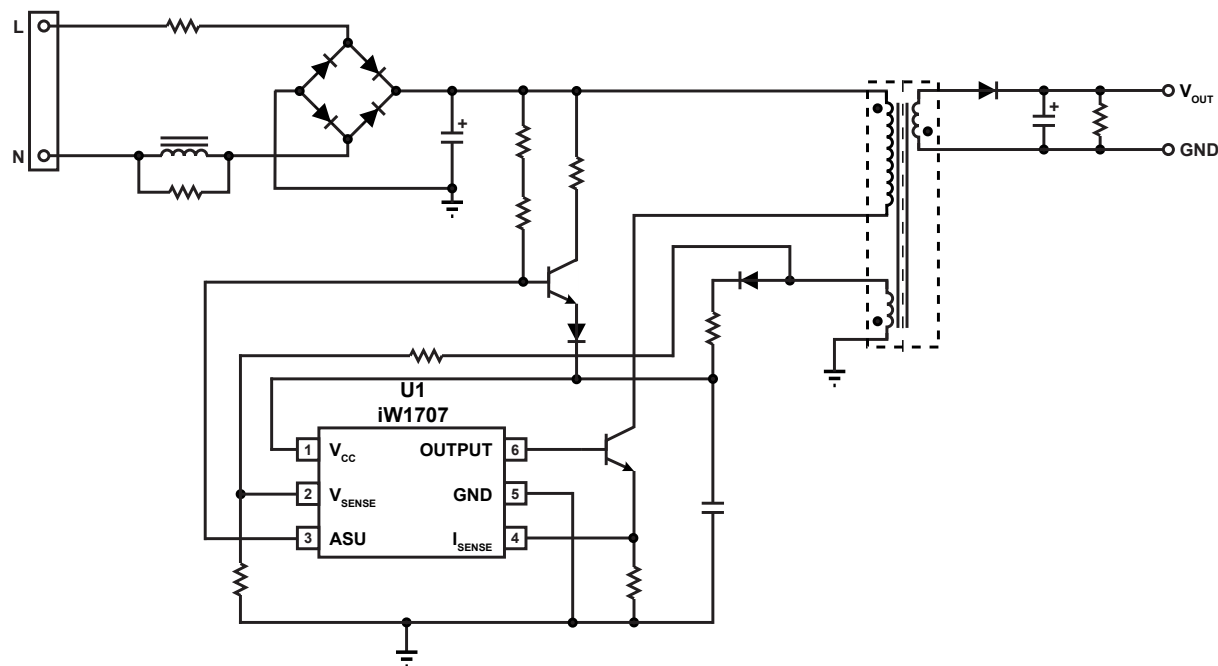 L
N
+
+
V_OUT
GND
U1
iW1707
1 V_CC OUTPUT 6
2 V_SENSE GND 5
3 ASU I_SENSE 4